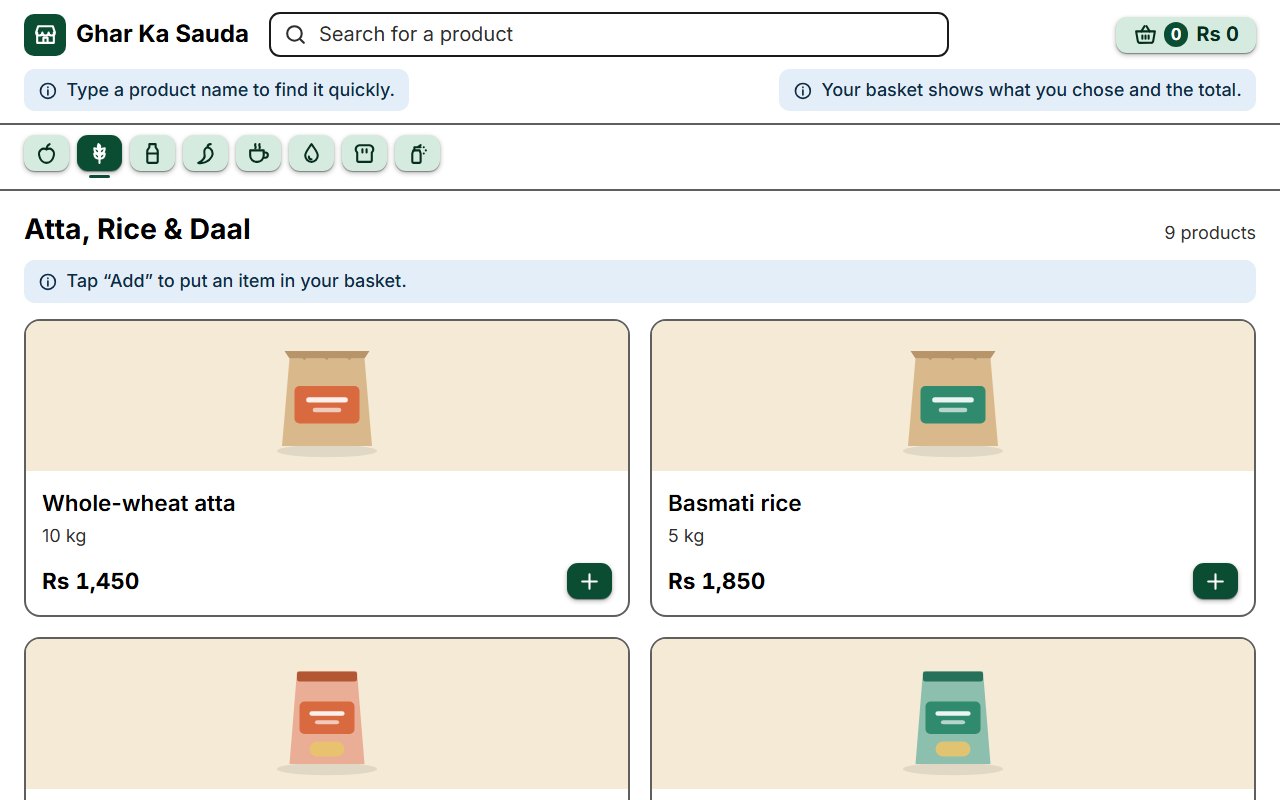 Ghar Ka Sauda
Search for a product
0 Rs 0
Type a product name to find it quickly.
Your basket shows what you chose and the total.
Atta, Rice & Daal
9 products
Tap “Add” to put an item in your basket.
Whole-wheat atta
10 kg
Rs 1,450
Basmati rice
5 kg
Rs 1,850